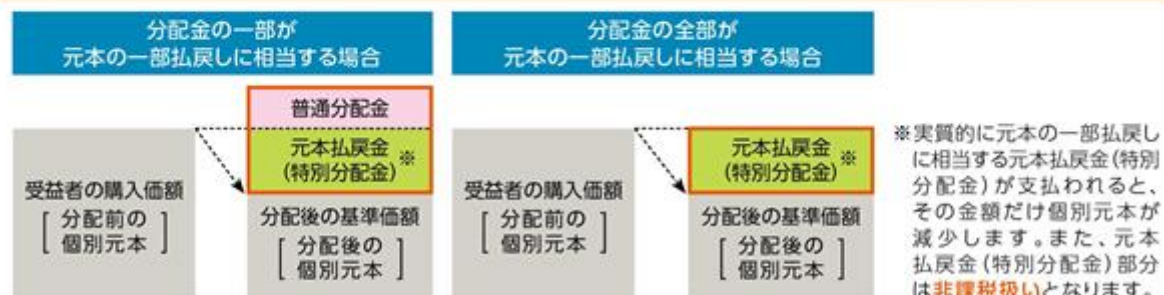 分配金の一部が
元本の一部払戻しに相当する場合
普通分配金
元本払戻金
(特別分配金)※
受益者の購入価額
[分配前の
個別元本]
分配後の基準価額
[分配後の
個別元本]
分配金の全部が
元本の一部払戻しに相当する場合
元本払戻金
(特別分配金)※
受益者の購入価額
[分配前の
個別元本]
分配後の基準価額
[分配後の
個別元本]
※実質的に元本の一部払戻し
に相当する元本払戻金(特別
分配金)が支払われると、
その金額だけ個別元本が
減少します。また、元本
払戻金(特別分配金)部分
は非課税扱いとなります。